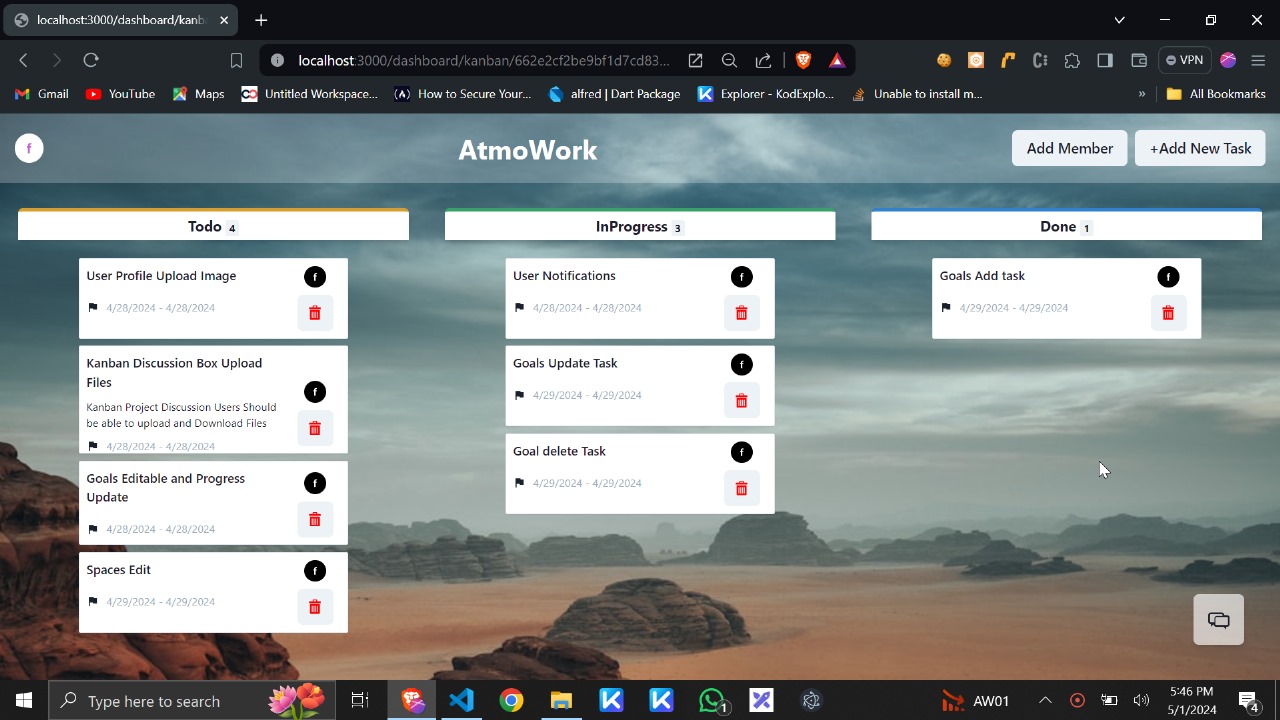 localhost:3000/dashboard/kanb
localhost:3000/dashboard/kanban/662e2cf2be9bf1d7cd83...
VPN
Gmail
YouTube
Maps
Untitled Workspace...
How to Secure Your...
alfred | Dart Package
Explorer - KodExplo...
Unable to install m...
»
All Bookmarks
f
AtmoWork
Add Member
+Add New Task
Todo 4
User Profile Upload Image
f
4/28/2024 - 4/28/2024
Kanban Discussion Box Upload
Files
f
Kanban Project Discussion Users Should
be able to upload and Download Files
4/28/2024 - 4/28/2024
Goals Editable and Progress
Update
f
4/28/2024 - 4/28/2024
Spaces Edit
f
4/29/2024 - 4/29/2024
InProgress 3
User Notifications
f
4/28/2024 - 4/28/2024
Goals Update Task
f
4/29/2024 - 4/29/2024
Goal delete Task
f
4/29/2024 - 4/29/2024
Done 1
Goals Add task
f
4/29/2024 - 4/29/2024
Type here to search
1
AW01
5:46 PM
5/1/2024
4